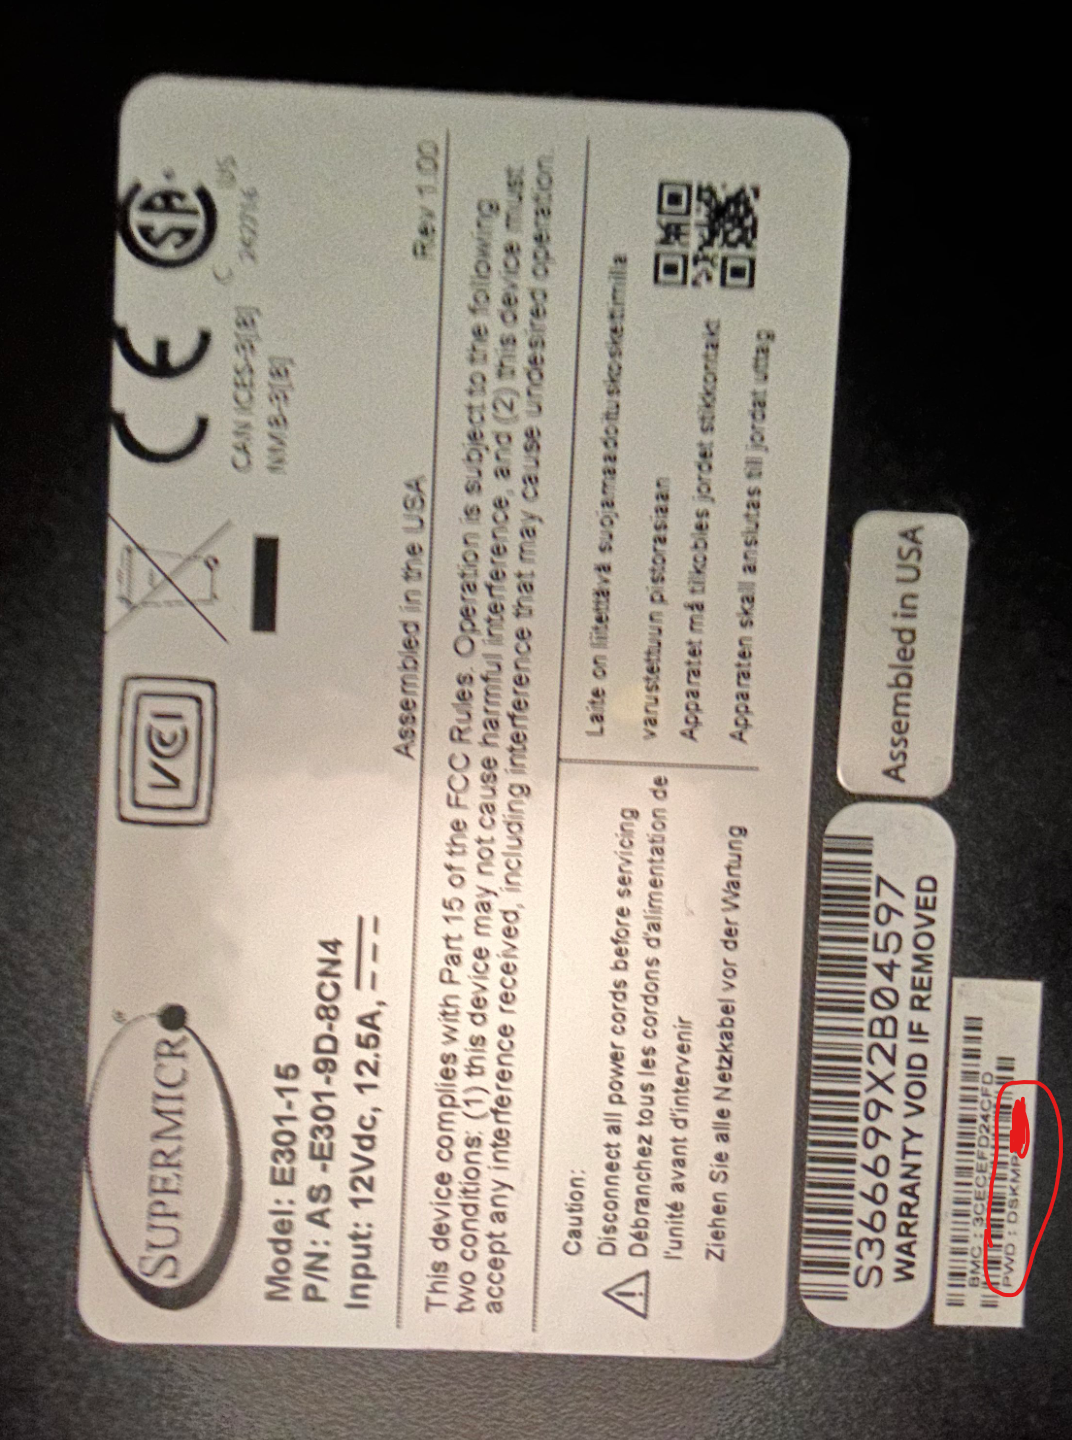 SUPERMICRO
Model: E301-15
P/N: AS -E301-9D-8CN4
Input: 12Vdc, 12.5A,
VCI
CE
SA
CAN ICES-3[B]
NMB-3[B]
C US
Assembled in the USA
Rev 1.00
This device complies with Part 15 of the FCC Rules. Operation is subject to the following
two conditions: (1) this device may not cause harmful interference, and (2) this device must
accept any interference received, including interference that may cause undesired operation.
Caution:
Disconnect all power cords before servicing
Débranchez tous les cordons d'alimentation de
l'unité avant d'intervenir
Ziehen Sie alle Netzkabel vor der Wartung
Laite on liitettävä suojamaadoituskoskettimilla
varustettuun pistorasiaan
Apparatet må tilkobles jordet stikkontakt
Apparaten skall anslutas till jordat uttag
S366699X2B04597
WARRANTY VOID IF REMOVED
Assembled in USA
BMC : 3CECEFD24CFD
PWD : DSKMP